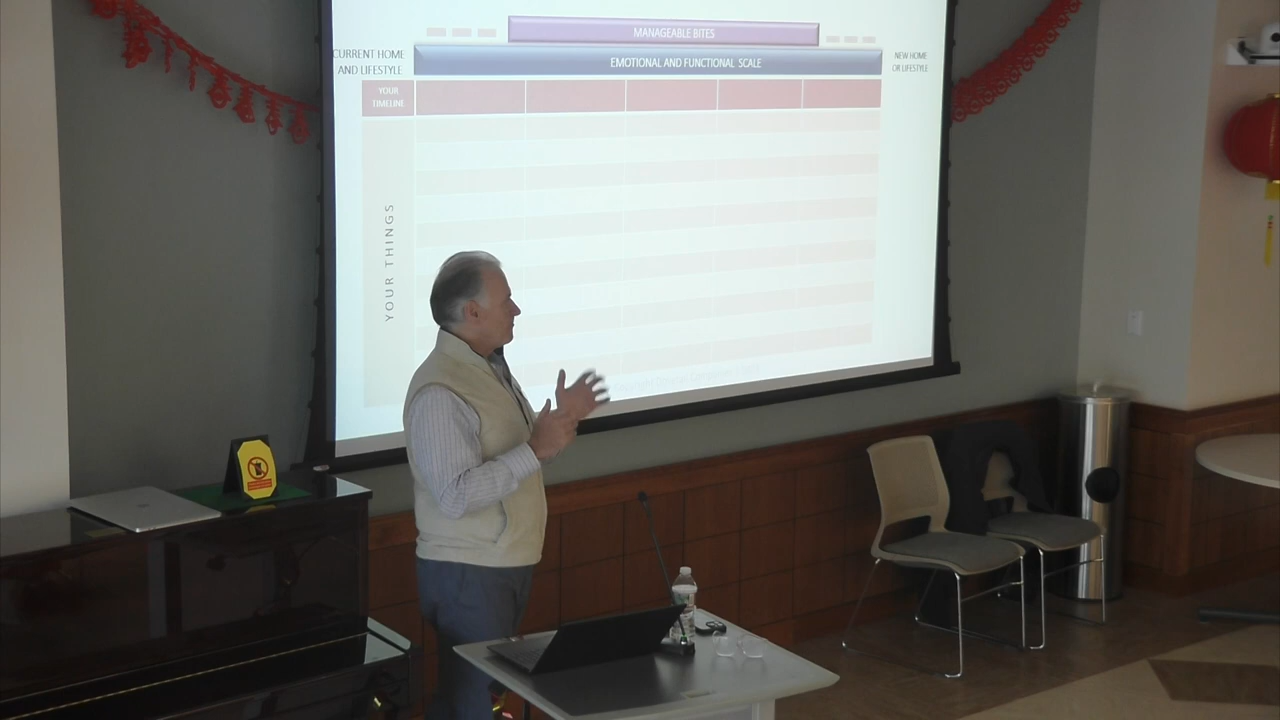 MANAGEABLE BITES
CURRENT HOME
AND LIFESTYLE
EMOTIONAL AND FUNCTIONAL SCALE
NEW HOME
OR LIFESTYLE
YOUR
TIMELINE
YOUR THINGS